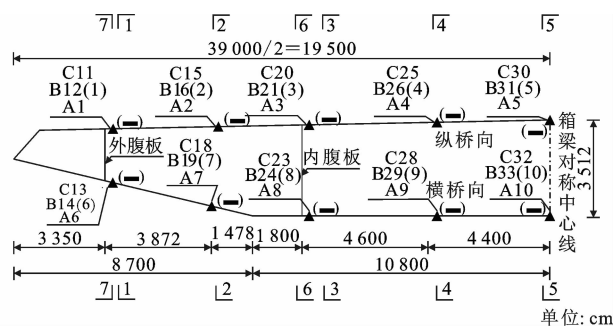 7 1 2 6 3 4 5
39 000/2=19 500
C11 C15 C20 C25 C30
B12(1) B16(2) B21(3) B26(4) B31(5)
A1 A2 A3 A4 A5
外腹板 C18 内腹板 纵桥向
B19(7)
A7
C23 C28 横桥向 C32
B24(8) B29(9) B33(10)
A8 A9 A10
C13
B14(6)
A6
箱梁对称中心线
3 512
3 350 3 872 1 478 1 800 4 600 4 400
8 700 10 800
7 1 2 6 3 4 5
单位: cm